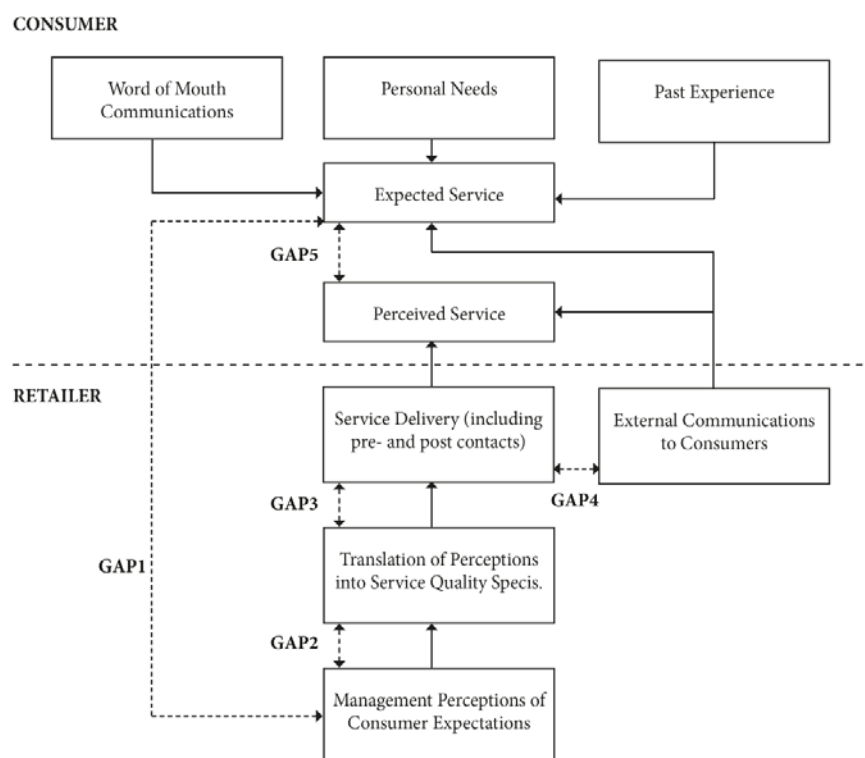 CONSUMER
Word of Mouth
Communications
Personal Needs
Past Experience
Expected Service
GAP5
Perceived Service
RETAILER
Service Delivery (including
pre- and post contacts)
External Communications
to Consumers
GAP3
GAP4
GAP1
Translation of Perceptions
into Service Quality Specis.
GAP2
Management Perceptions of
Consumer Expectations